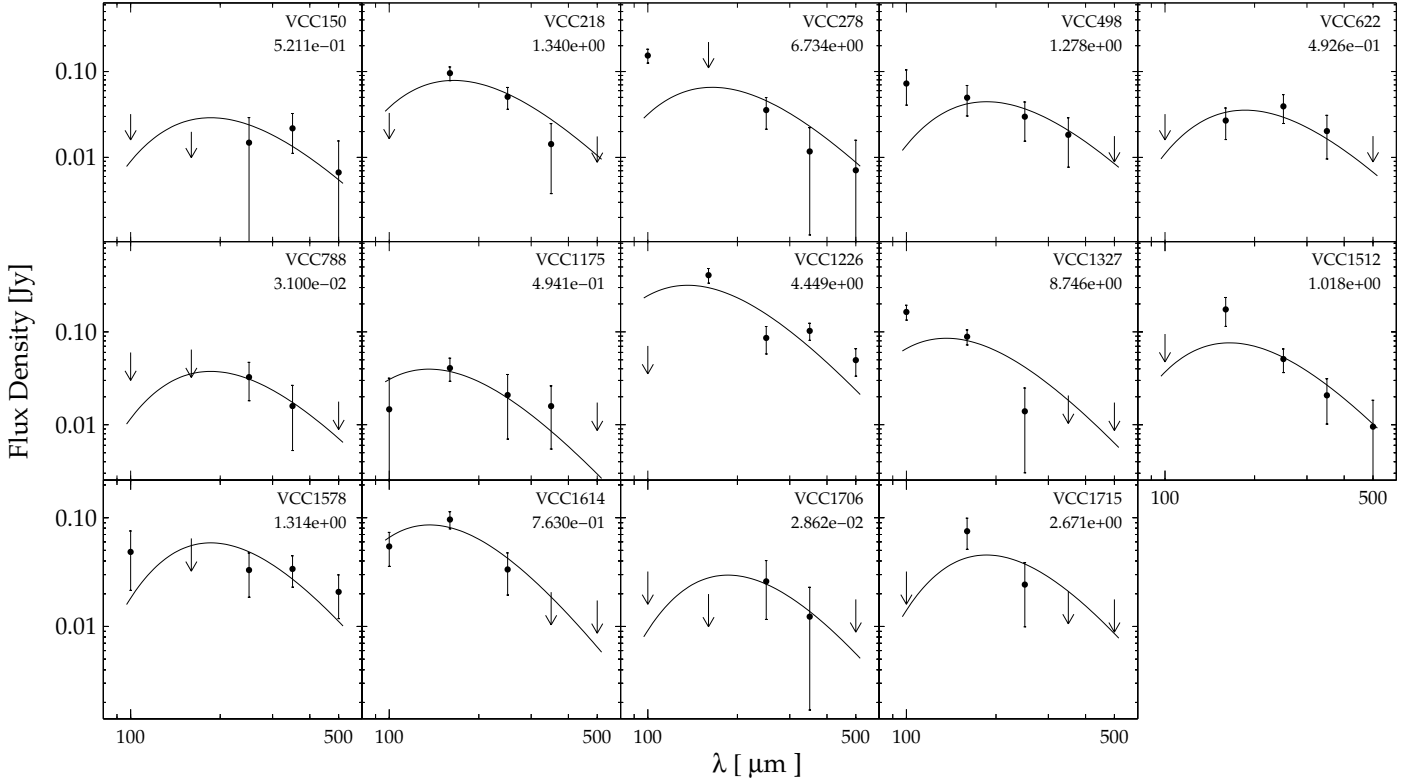 VCC150
5.211e−01
VCC218
1.340e+00
VCC278
6.734e+00
VCC498
1.278e+00
VCC622
4.926e−01
0.10
0.01
VCC788
3.100e−02
VCC1175
4.941e−01
VCC1226
4.449e+00
VCC1327
8.746e+00
VCC1512
1.018e+00
0.10
0.01
100
500
VCC1578
1.314e+00
VCC1614
7.630e−01
VCC1706
2.862e−02
VCC1715
2.671e+00
0.10
0.01
100
500
100
500
100
500
100
500
Flux Density [Jy]
λ [ μm ]